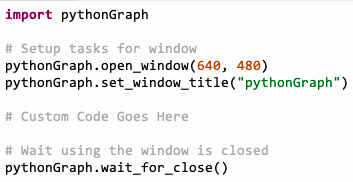 import pythonGraph
# Setup tasks for window
pythonGraph.open_window(640, 480)
pythonGraph.set_window_title("pythonGraph")
# Custom Code Goes Here
# Wait using the window is closed
pythonGraph.wait_for_close()